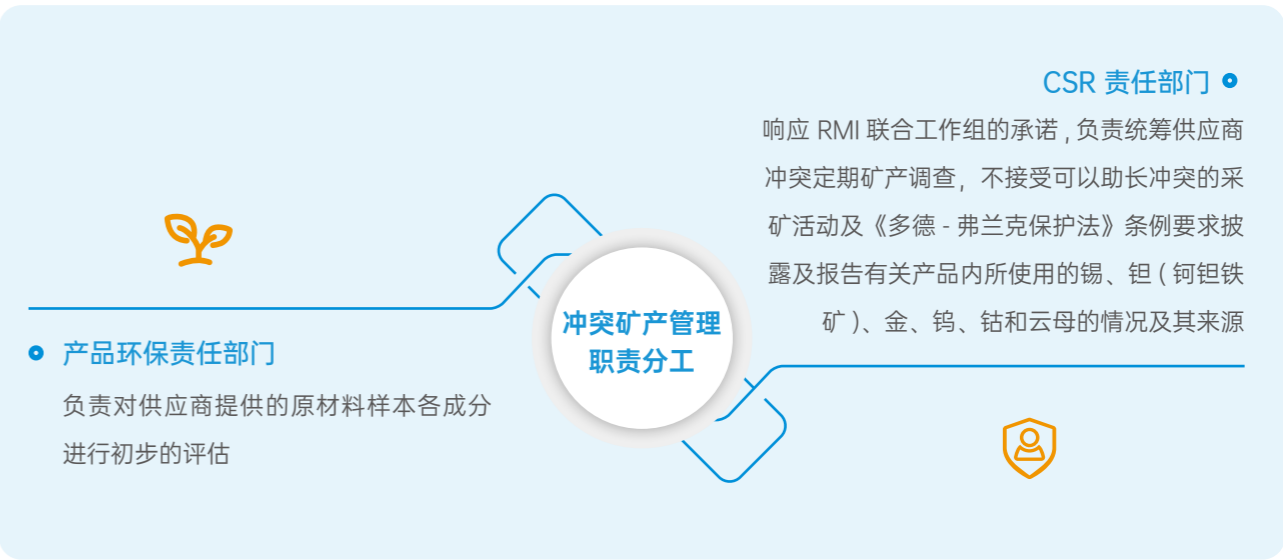 CSR 责任部门
响应 RMI 联合工作组的承诺 , 负责统筹供应商
冲突定期矿产调查，不接受可以助长冲突的采
矿活动及《多德 - 弗兰克保护法》条例要求披
露及报告有关产品内所使用的锡、钽 ( 钶钽铁
矿 )、金、钨、钴和云母的情况及其来源
冲突矿产管理
职责分工
产品环保责任部门
负责对供应商提供的原材料样本各成分
进行初步的评估